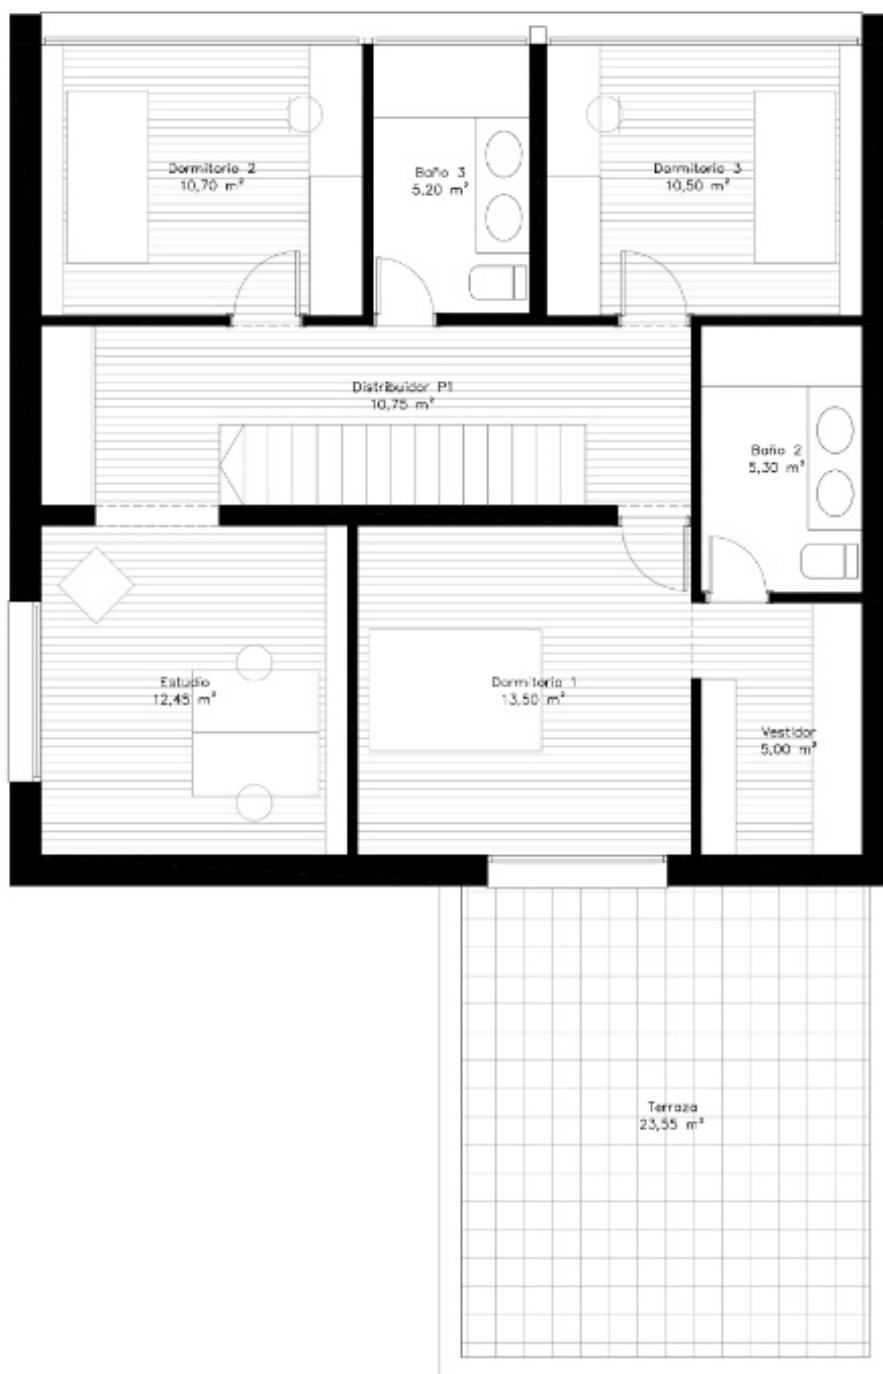 Dormitorio 2
10,70 m²
Baño 3
5,20 m²
Dormitorio 3
10,50 m²
Distribuidor P1
10,75 m²
Baño 2
5,30 m²
Estudio
12,45 m²
Dormitorio 1
13,50 m²
Vestidor
5,00 m²
Terraza
23,55 m²